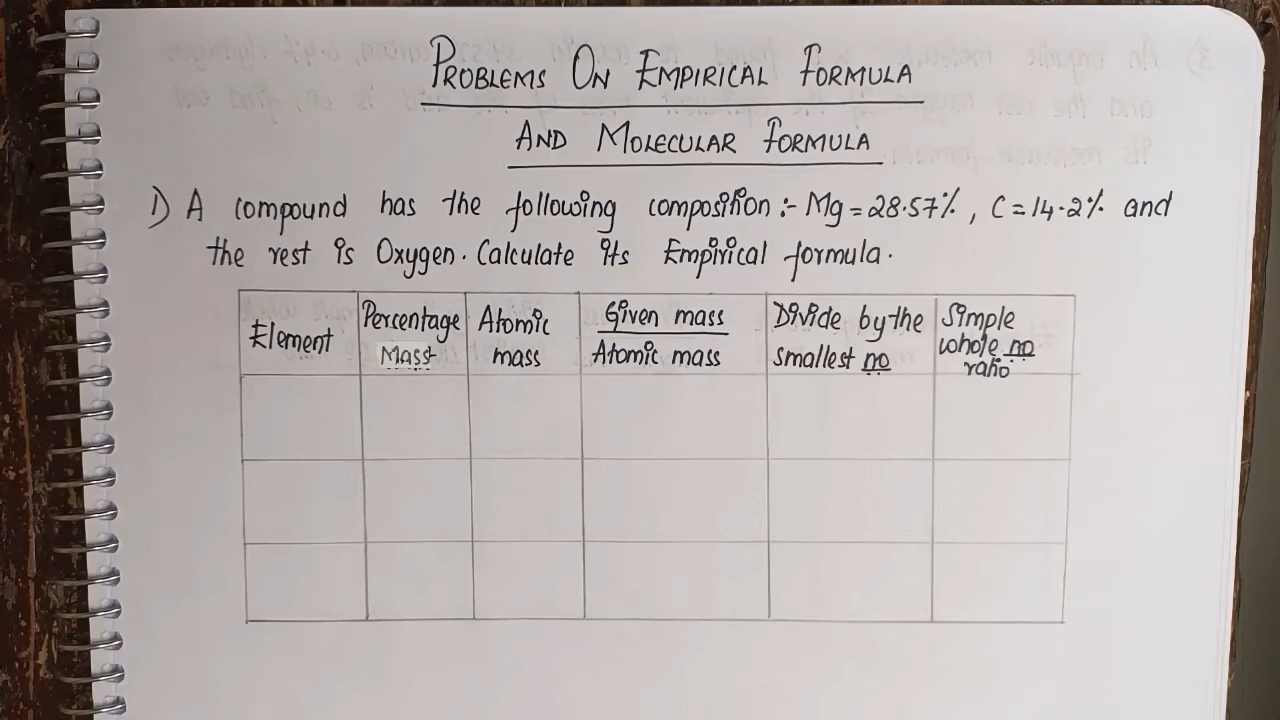 PROBLEMS ON EMPIRICAL FORMULA
AND MOLECULAR FORMULA
1) A compound has the following composition :- Mg = 28.57%, C = 14.2% and
the rest is Oxygen. Calculate its Empirical formula.
Element
Percentage
Mass
Atomic
mass
Given mass
Atomic mass
Divide by the
smallest no
Simple
whole no
ratio